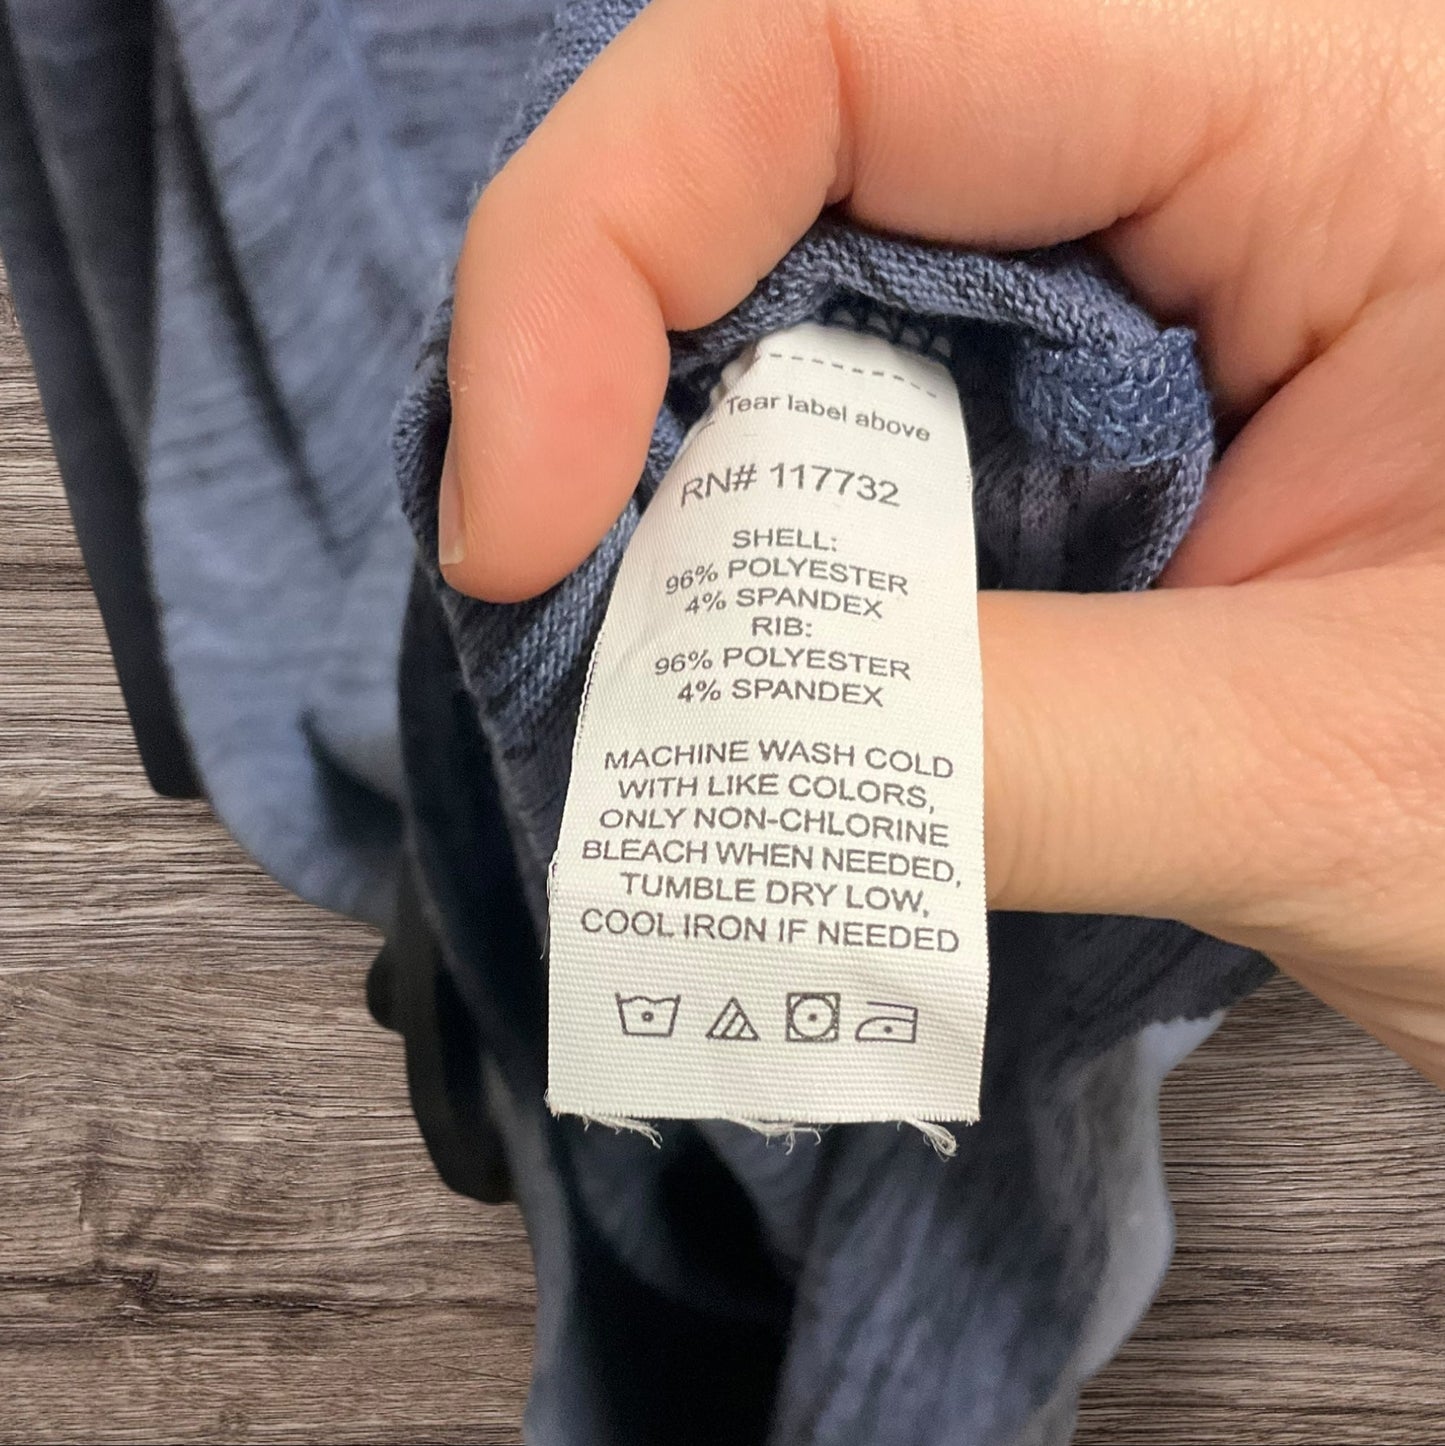 Tear label above
RN# 117732
SHELL:
96% POLYESTER
4% SPANDEX
RIB:
96% POLYESTER
4% SPANDEX
MACHINE WASH COLD
WITH LIKE COLORS,
ONLY NON-CHLORINE
BLEACH WHEN NEEDED,
TUMBLE DRY LOW,
COOL IRON IF NEEDED